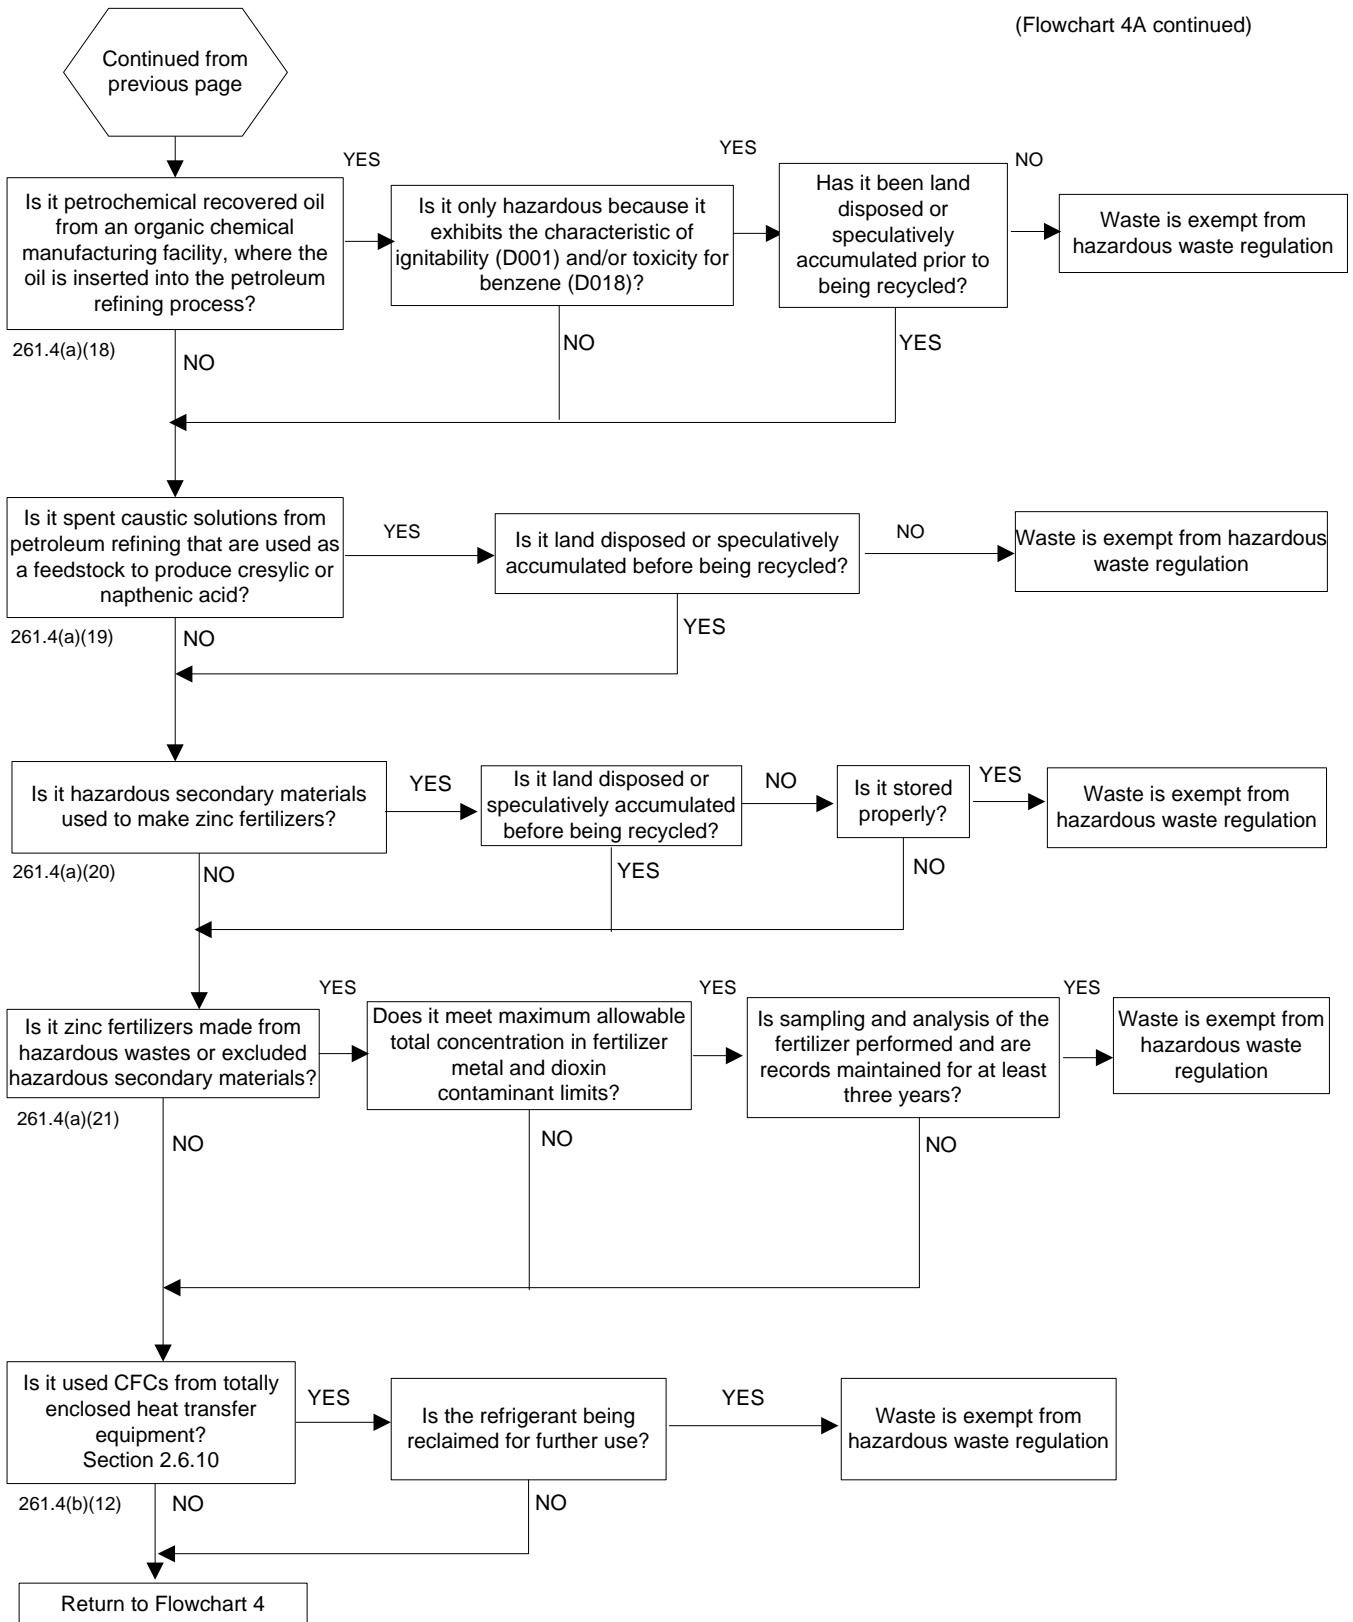 (Flowchart 4A continued)
Continued from
previous page
YES
YES
NO
Is it petrochemical recovered oil
from an organic chemical
manufacturing facility, where the
oil is inserted into the petroleum
refining process?
Is it only hazardous because it
exhibits the characteristic of
ignitability (D001) and/or toxicity for
benzene (D018)?
Has it been land
disposed or
speculatively
accumulated prior to
being recycled?
Waste is exempt from
hazardous waste regulation
261.4(a)(18)
NO
NO
YES
Is it spent caustic solutions from
petroleum refining that are used as
a feedstock to produce cresylic or
napthenic acid?
YES
Is it land disposed or speculatively
accumulated before being recycled?
NO
Waste is exempt from hazardous
waste regulation
261.4(a)(19)
NO
YES
Is it hazardous secondary materials
used to make zinc fertilizers?
YES
Is it land disposed or
speculatively accumulated
before being recycled?
NO
Is it stored
properly?
YES
Waste is exempt from
hazardous waste regulation
261.4(a)(20)
NO
YES
NO
YES
YES
YES
Is it zinc fertilizers made from
hazardous wastes or excluded
hazardous secondary materials?
Does it meet maximum allowable
total concentration in fertilizer
metal and dioxin
contaminant limits?
Is sampling and analysis of the
fertilizer performed and are
records maintained for at least
three years?
Waste is exempt from
hazardous waste
regulation
261.4(a)(21)
NO
NO
NO
Is it used CFCs from totally
enclosed heat transfer
equipment?
Section 2.6.10
YES
Is the refrigerant being
reclaimed for further use?
YES
Waste is exempt from
hazardous waste regulation
261.4(b)(12)
NO
NO
Return to Flowchart 4